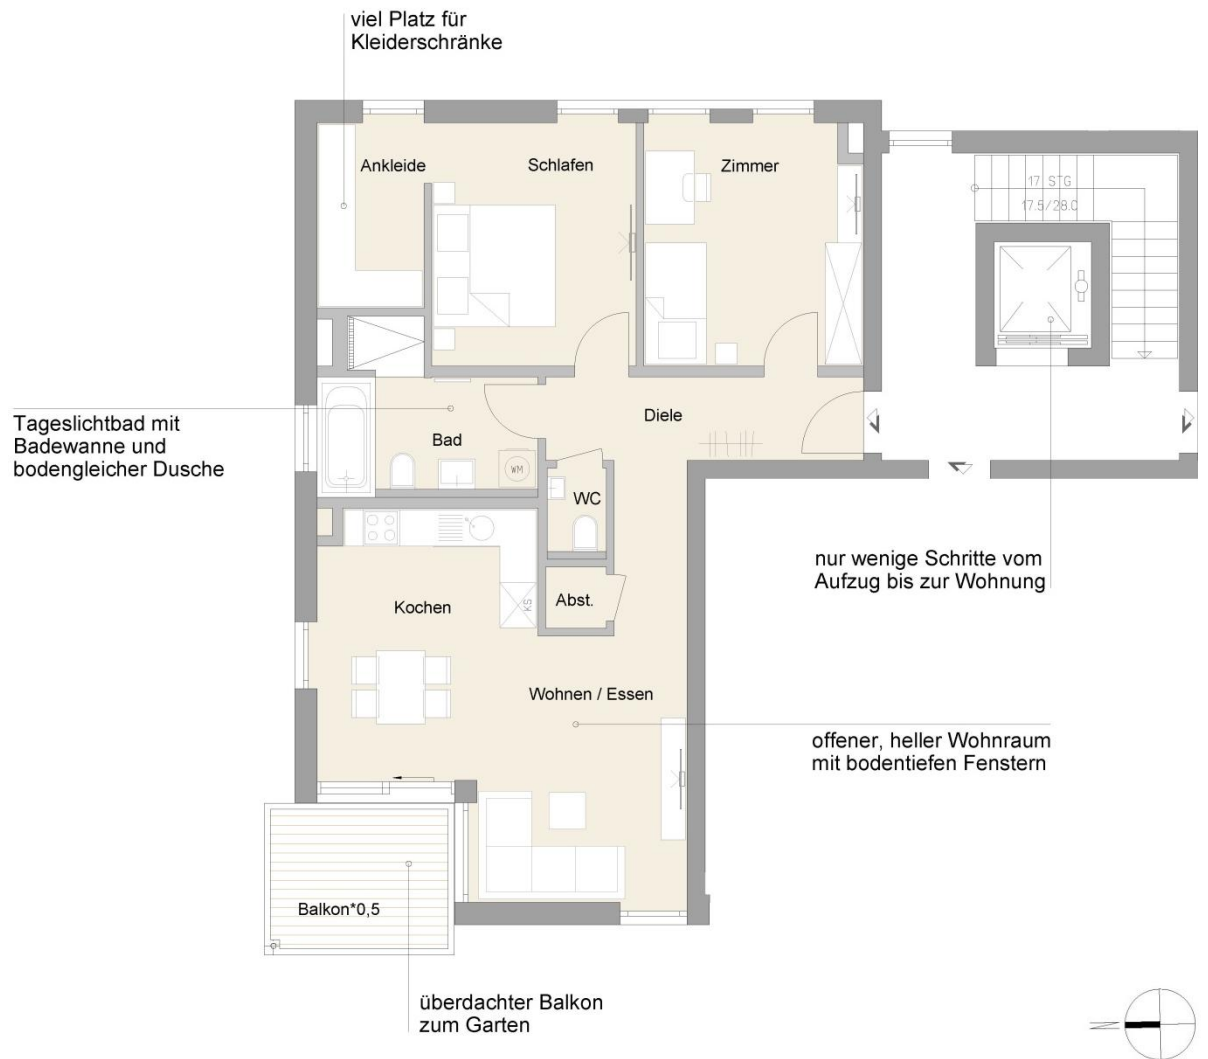 viel Platz für
Kleiderschränke
Ankleide
Schlafen
Zimmer
17 STG
17.5/28.0
Tageslichtbad mit
Badewanne und
bodengleicher Dusche
Bad
Diele
WM
WC
nur wenige Schritte vom
Aufzug bis zur Wohnung
Kochen
KS
Abst.
Wohnen / Essen
offener, heller Wohnraum
mit bodentiefen Fenstern
Balkon*0,5
überdachter Balkon
zum Garten
N